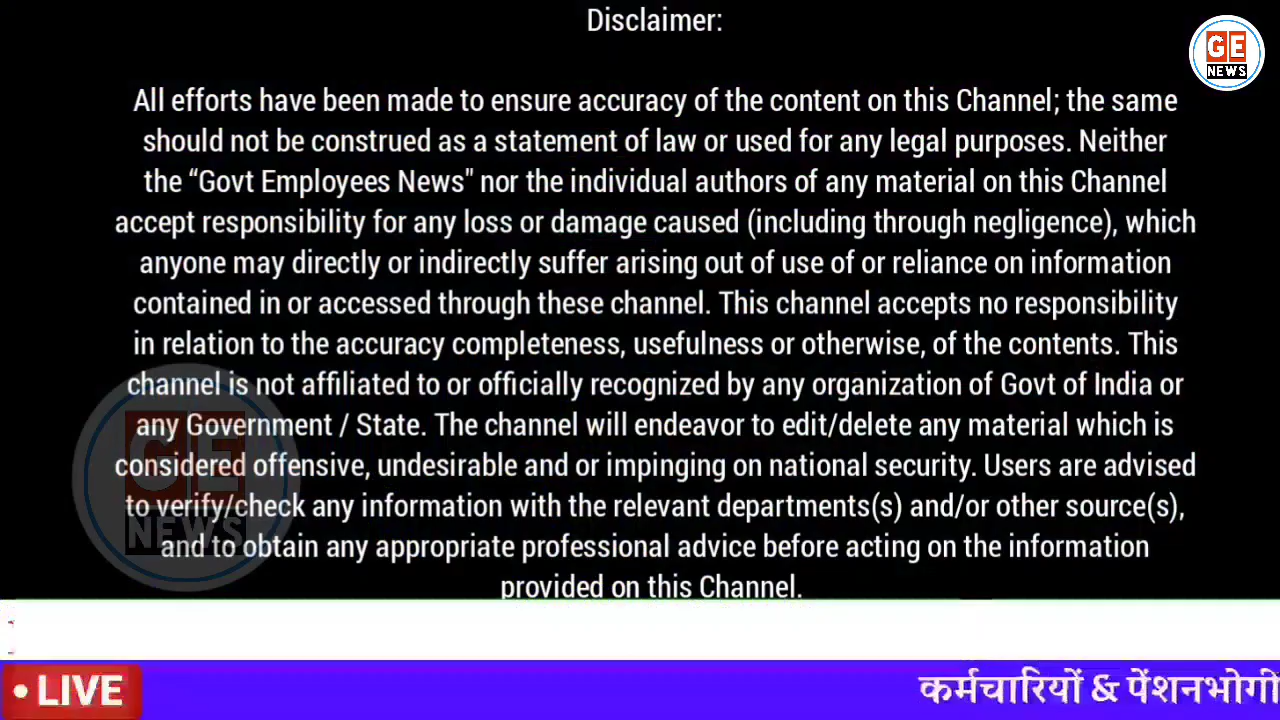 Disclaimer:
GE
NEWS
All efforts have been made to ensure accuracy of the content on this Channel; the same
should not be construed as a statement of law or used for any legal purposes. Neither
the “Govt Employees News" nor the individual authors of any material on this Channel
accept responsibility for any loss or damage caused (including through negligence), which
anyone may directly or indirectly suffer arising out of use of or reliance on information
contained in or accessed through these channel. This channel accepts no responsibility
in relation to the accuracy completeness, usefulness or otherwise, of the contents. This
channel is not affiliated to or officially recognized by any organization of Govt of India or
any Government / State. The channel will endeavor to edit/delete any material which is
considered offensive, undesirable and or impinging on national security. Users are advised
to verify/check any information with the relevant departments(s) and/or other source(s),
and to obtain any appropriate professional advice before acting on the information
provided on this Channel.
GE
NEWS
• LIVE
कर्मचारियों & पेंशनभोगी